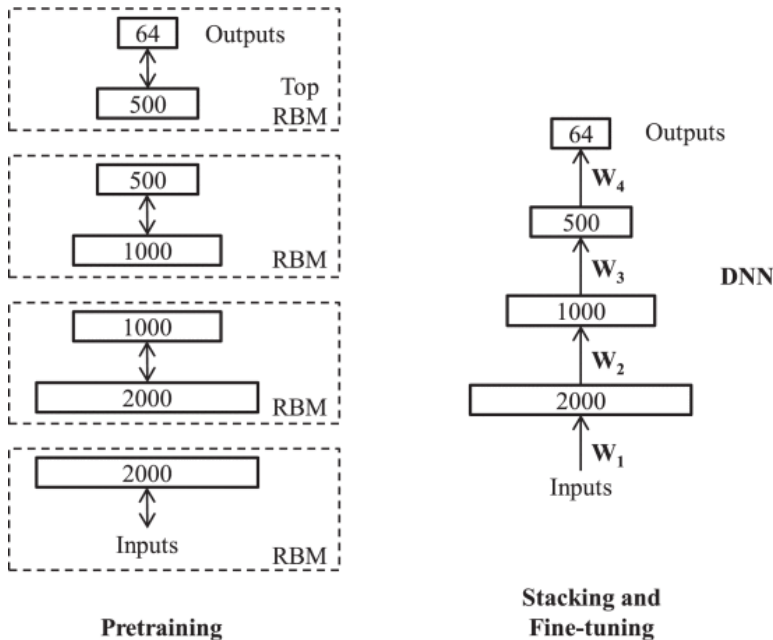 64 Outputs
500
Top
RBM
500
1000
RBM
1000
2000
RBM
2000
Inputs
RBM
Pretraining
64 Outputs
W4
500
W3
DNN
1000
W2
2000
W1
Inputs
Stacking and
Fine-tuning